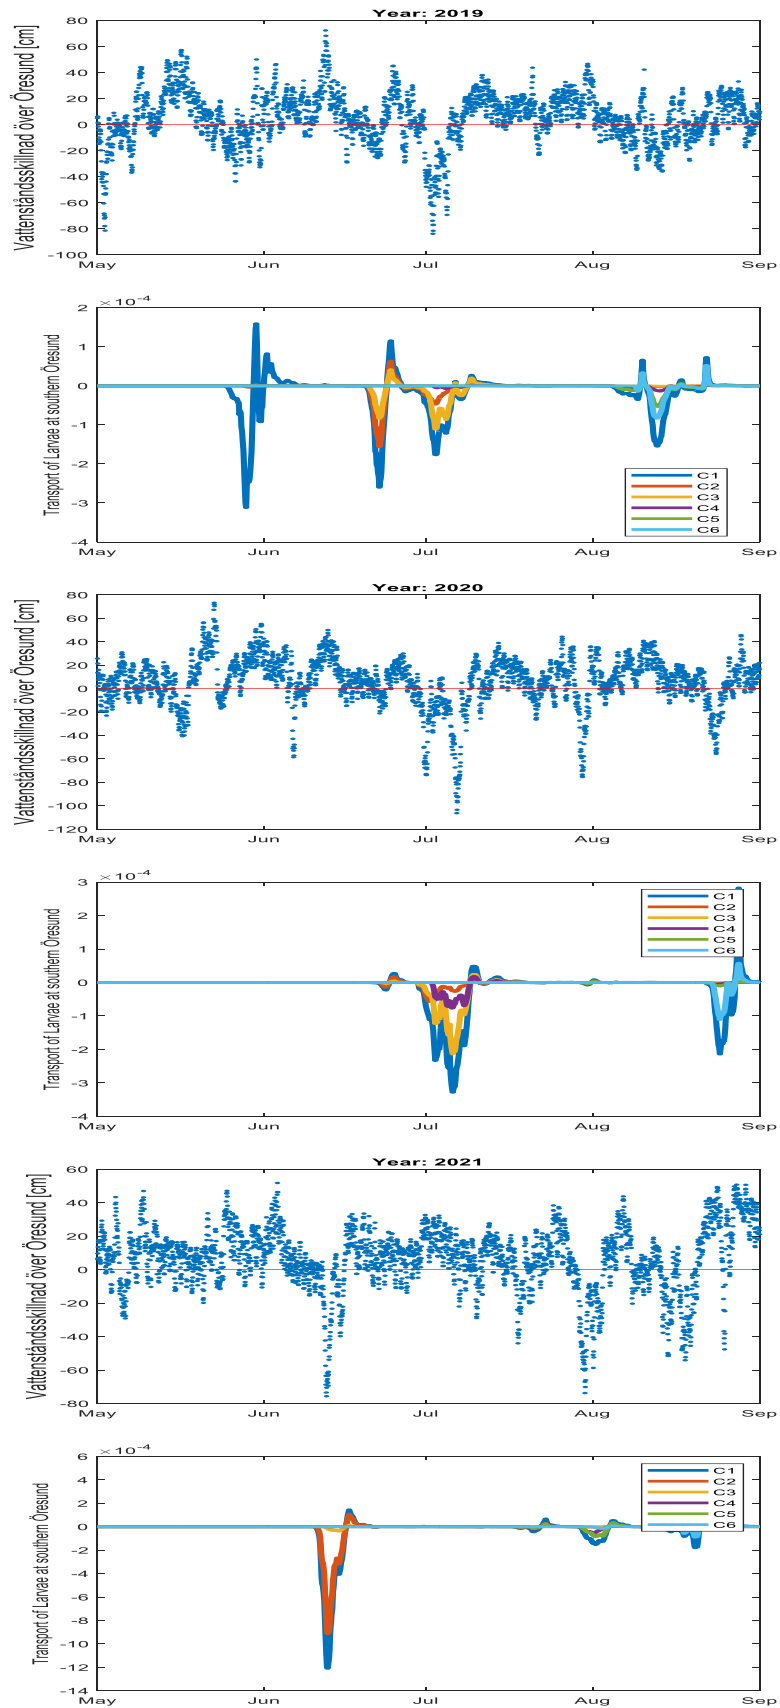 Year: 2019
Vattenståndsskillnad över Öresund [cm]
80
60
40
20
0
-20
-40
-60
-80
-100
May Jun Jul Aug Sep
×10-4
Transport of Larvae at southern Öresund
2
1
0
-1
-2
-3
-4
C1
C2
C3
C4
C5
C6
May Jun Jul Aug Sep
Year: 2020
Vattenståndsskillnad över Öresund [cm]
80
60
40
20
0
-20
-40
-60
-80
-100
-120
May Jun Jul Aug Sep
×10-4
Transport of Larvae at southern Öresund
3
2
1
0
-1
-2
-3
-4
C1
C2
C3
C4
C5
C6
May Jun Jul Aug Sep
Year: 2021
Vattenståndsskillnad över Öresund [cm]
60
40
20
0
-20
-40
-60
-80
May Jun Jul Aug Sep
×10-4
Transport of Larvae at southern Öresund
6
4
2
0
-2
-4
-6
-8
-10
-12
-14
C1
C2
C3
C4
C5
C6
May Jun Jul Aug Sep